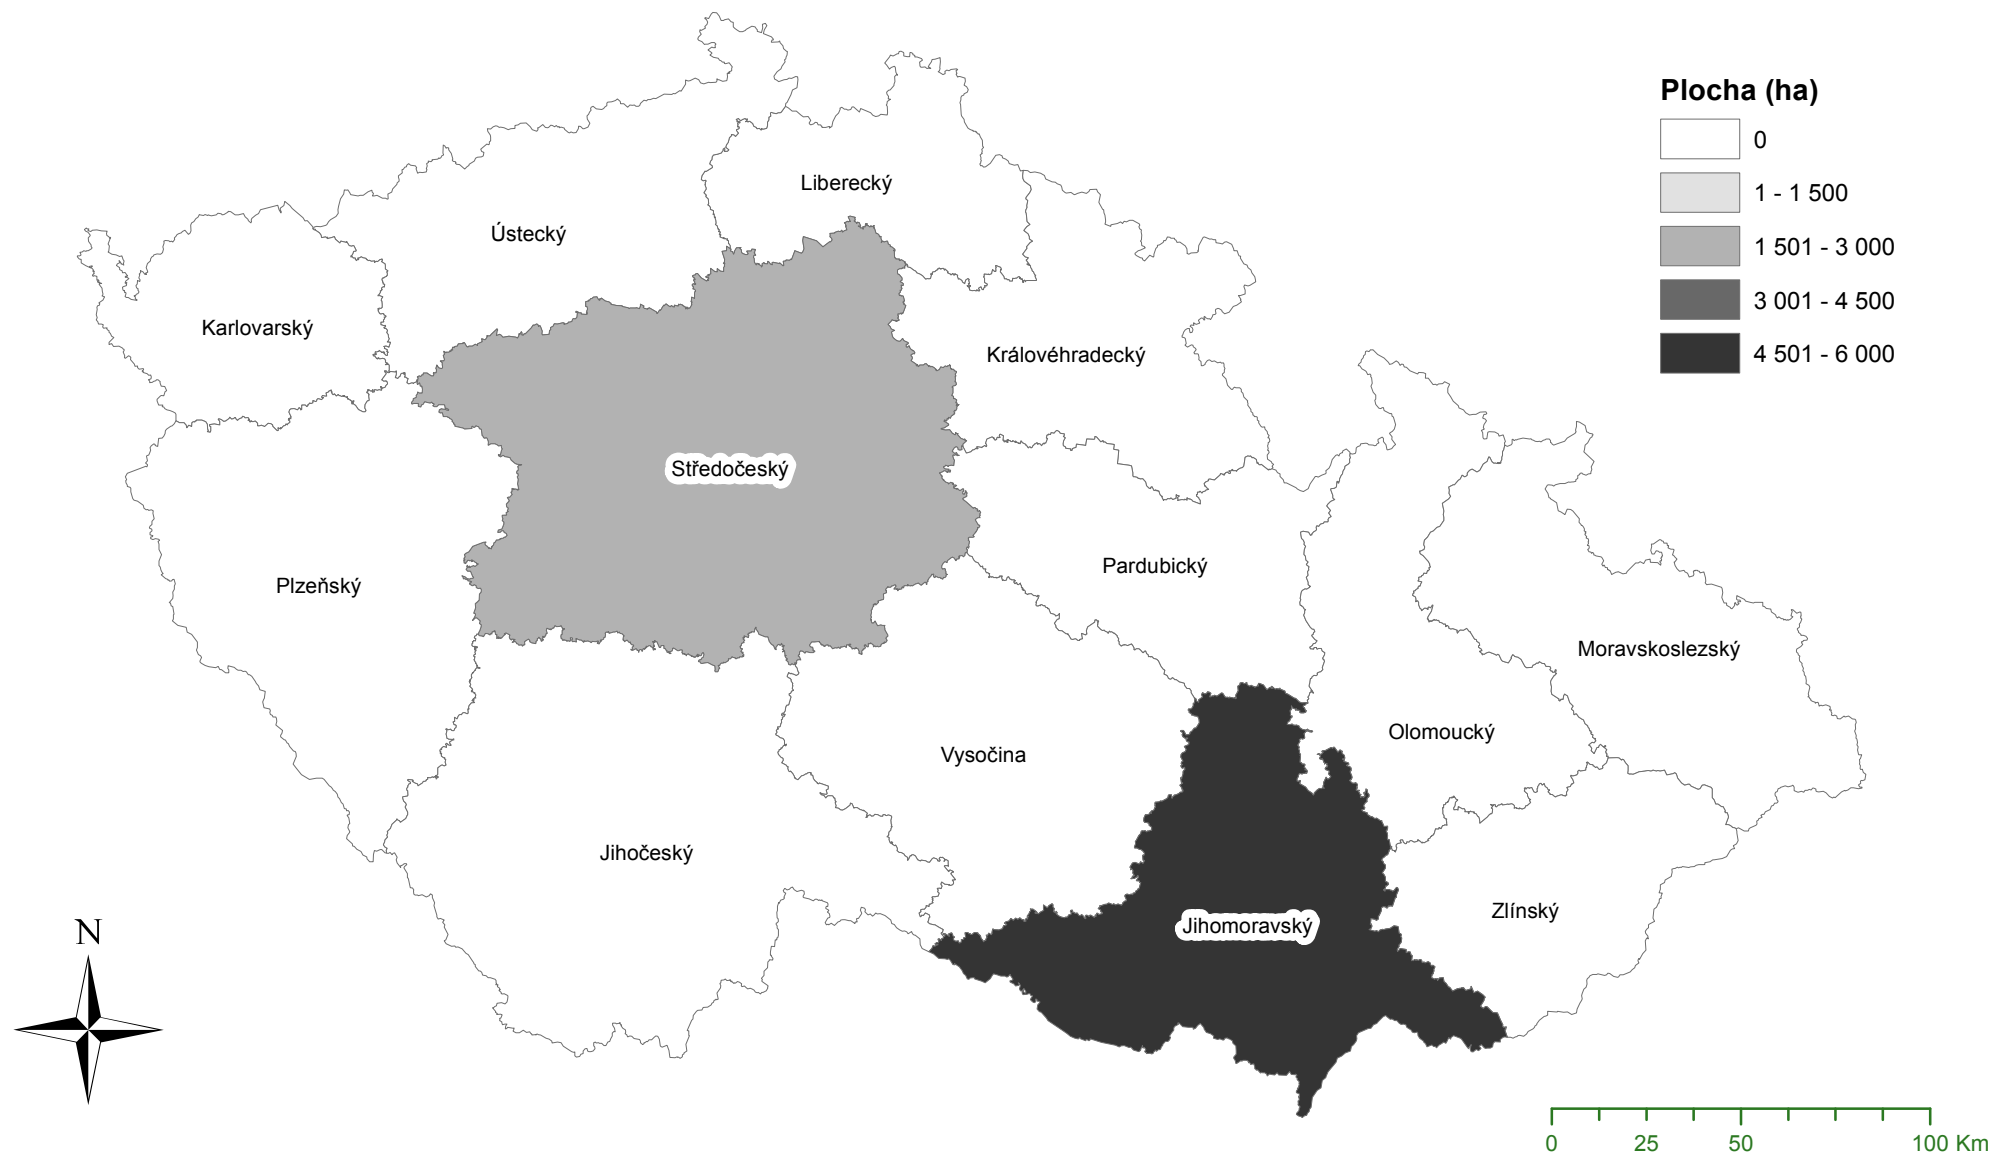 Plocha (ha)
0
1 - 1 500
1 501 - 3 000
3 001 - 4 500
4 501 - 6 000
Liberecký
Ústecký
Karlovarský
Královéhradecký
Středočeský
Pardubický
Plzeňský
Moravskoslezský
Olomoucký
Vysočina
Jihočeský
Zlínský
Jihomoravský
N
0 25 50 100 Km